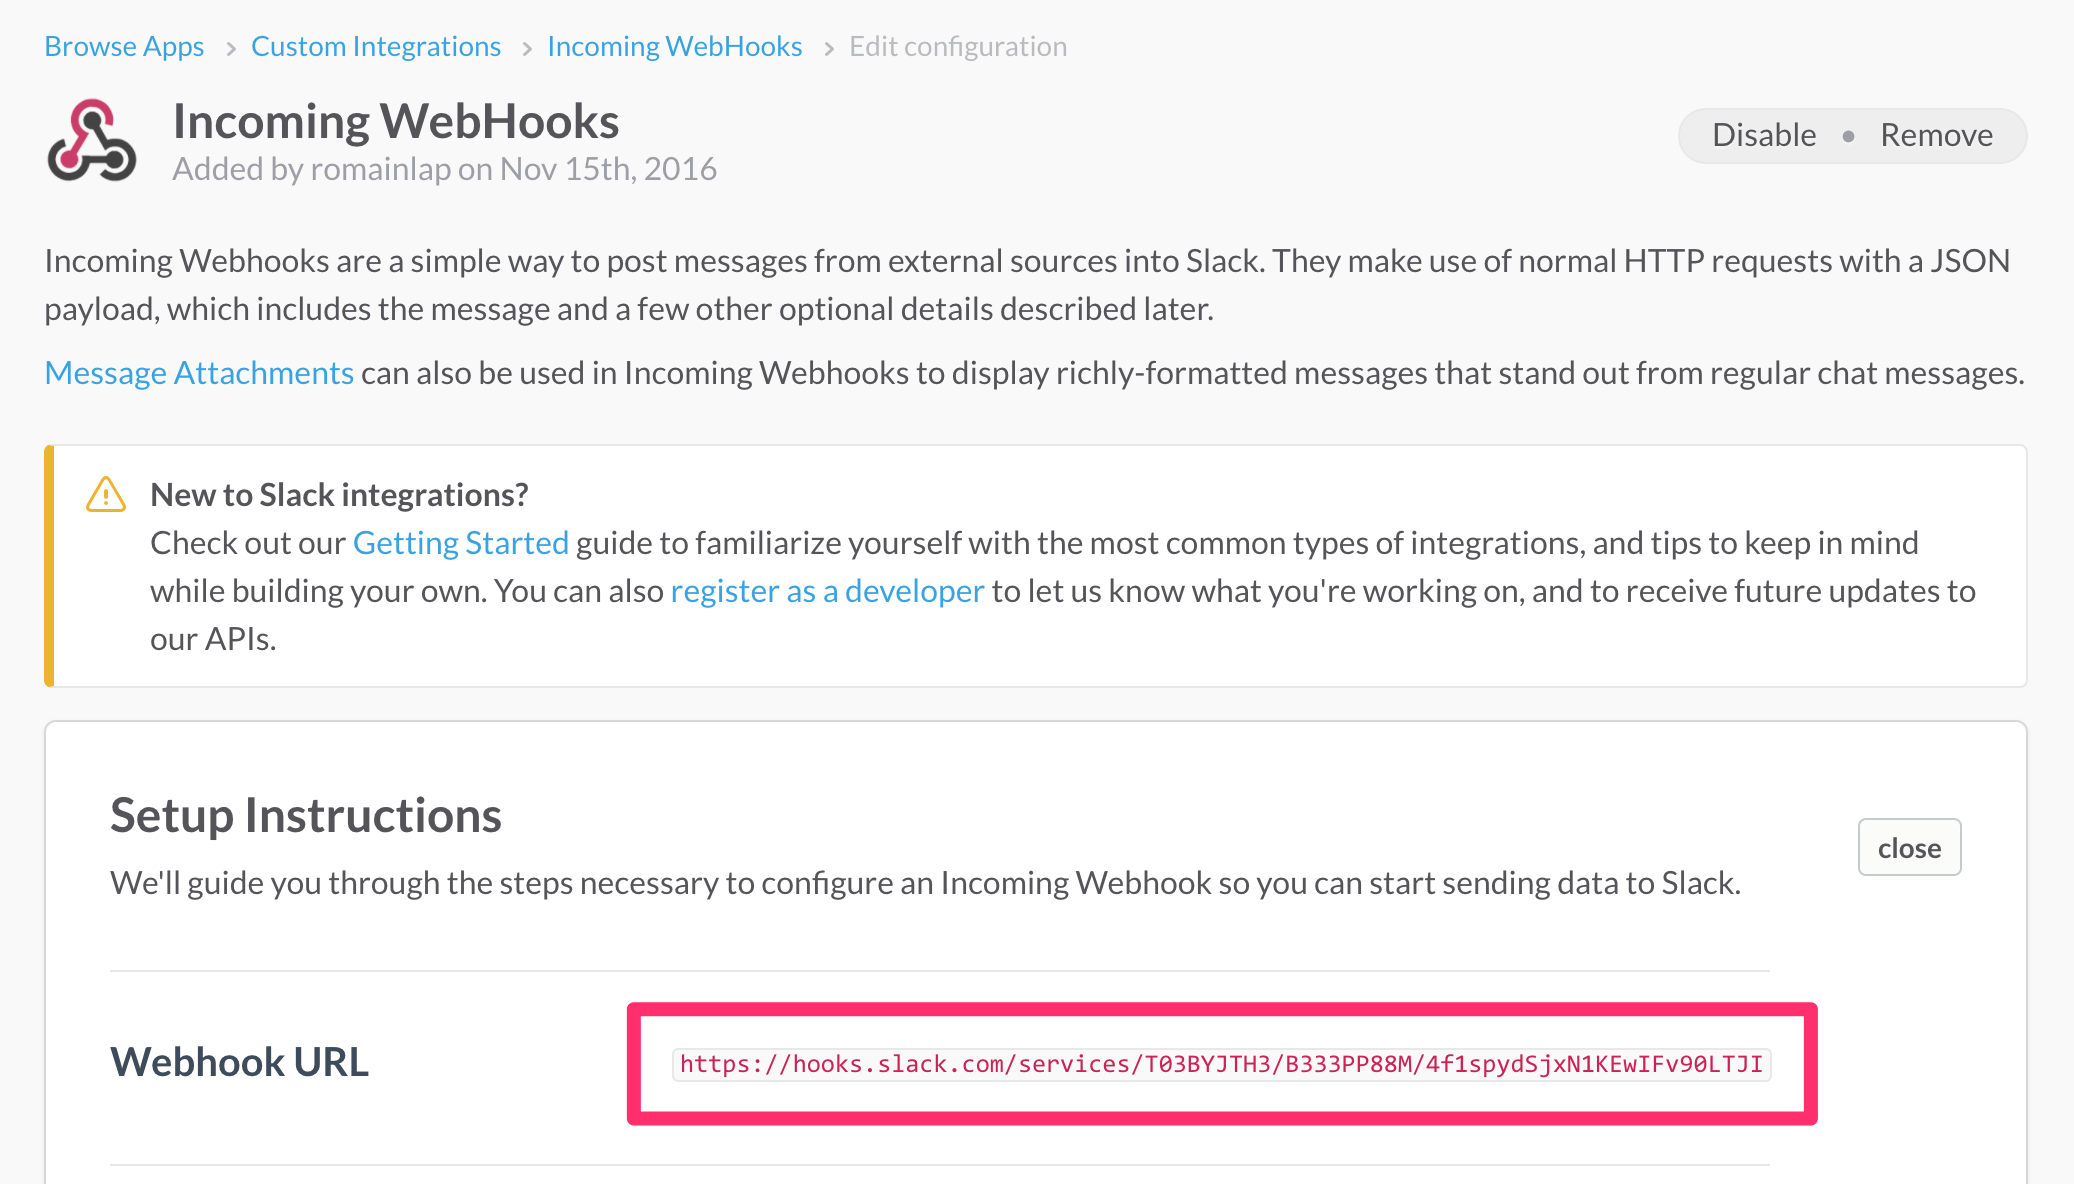 Browse Apps > Custom Integrations > Incoming WebHooks > Edit configuration
Incoming WebHooks
Added by romainlap on Nov 15th, 2016
Disable • Remove
Incoming Webhooks are a simple way to post messages from external sources into Slack. They make use of normal HTTP requests with a JSON
payload, which includes the message and a few other optional details described later.
Message Attachments can also be used in Incoming Webhooks to display richly-formatted messages that stand out from regular chat messages.
New to Slack integrations?
Check out our Getting Started guide to familiarize yourself with the most common types of integrations, and tips to keep in mind
while building your own. You can also register as a developer to let us know what you're working on, and to receive future updates to
our APIs.
Setup Instructions
close
We'll guide you through the steps necessary to configure an Incoming Webhook so you can start sending data to Slack.
Webhook URL
https://hooks.slack.com/services/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